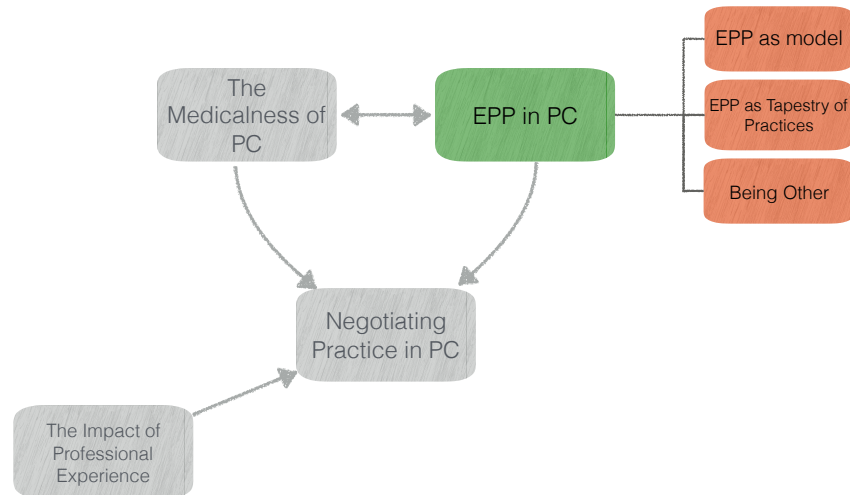 The
Medicalness of
PC
EPP in PC
EPP as model
EPP as Tapestry of
Practices
Being Other
Negotiating
Practice in PC
The Impact of
Professional
Experience